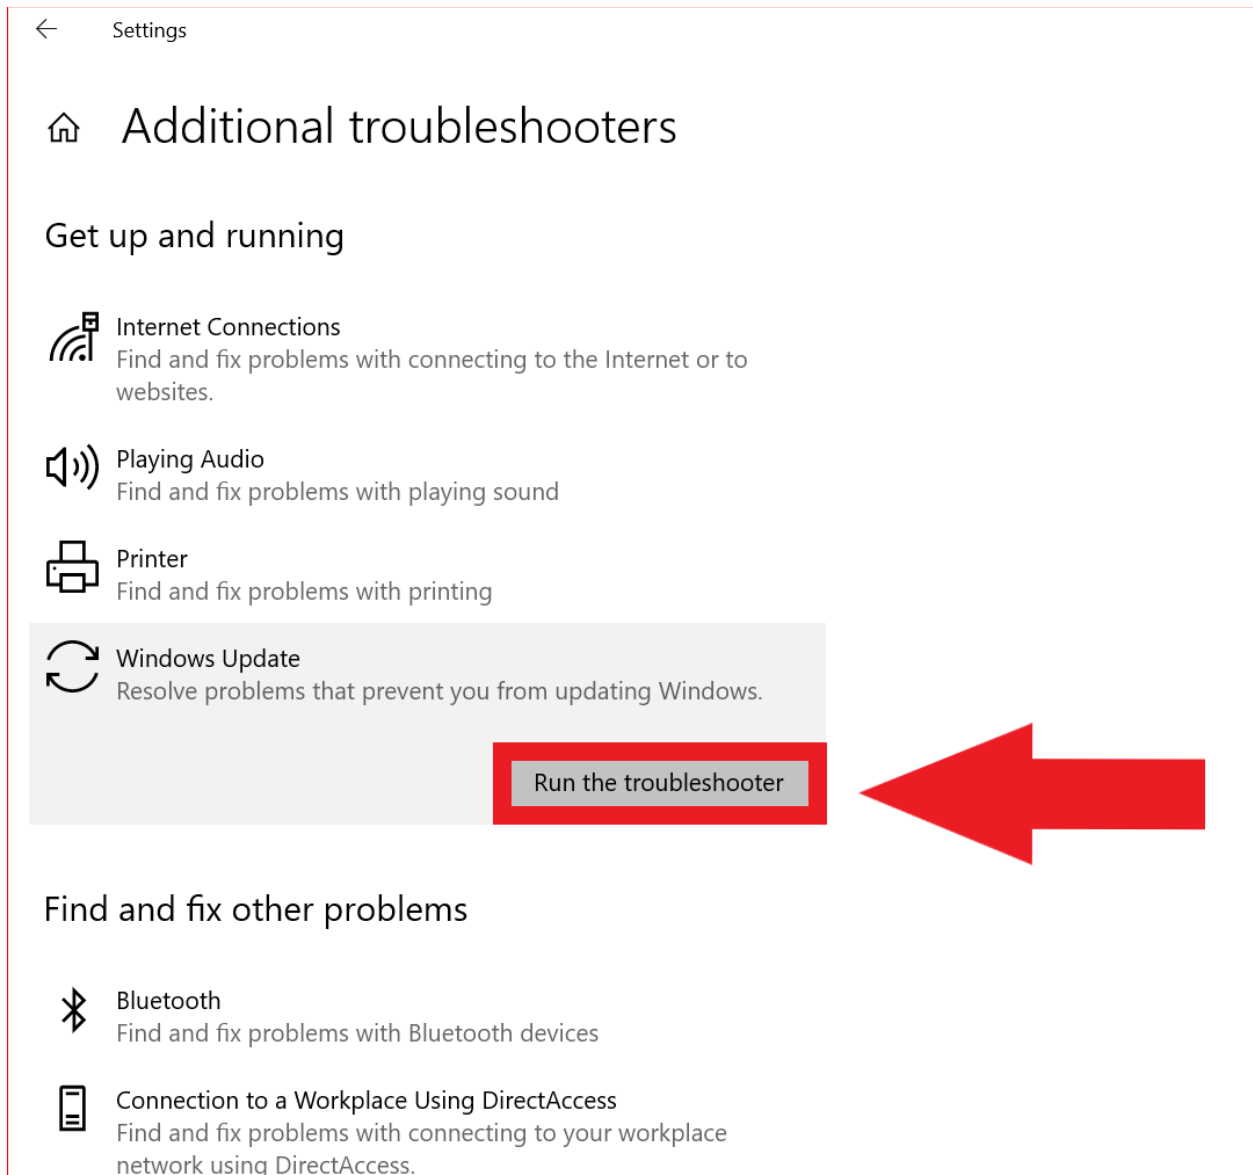 Settings
Additional troubleshooters
Get up and running
Internet Connections
Find and fix problems with connecting to the Internet or to
websites.
Playing Audio
Find and fix problems with playing sound
Printer
Find and fix problems with printing
Windows Update
Resolve problems that prevent you from updating Windows.
Run the troubleshooter
Find and fix other problems
Bluetooth
Find and fix problems with Bluetooth devices
Connection to a Workplace Using DirectAccess
Find and fix problems with connecting to your workplace
network using DirectAccess.